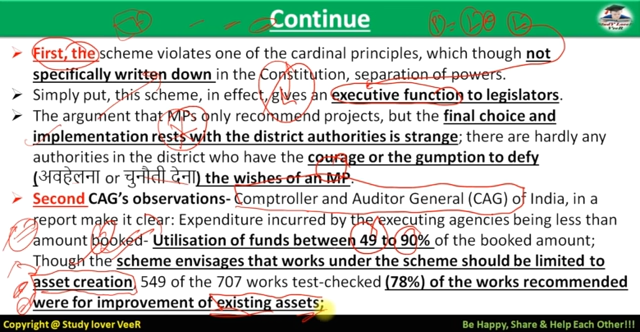 Continue
Study Lover Veer
• First, the scheme violates one of the cardinal principles, which though not
specifically written down in the Constitution, separation of powers.
➤ Simply put, this scheme, in effect, gives an executive function to legislators.
➤ The argument that MPs only recommend projects, but the final choice and
implementation rests with the district authorities is strange; there are hardly any
authorities in the district who have the courage or the gumption to defy
(अवहेलना or चुनौती देना) the wishes of an MP.
• Second CAG's observations- Comptroller and Auditor General (CAG) of India, in
a report make it clear: Expenditure incurred by the executing agencies being less than
amount booked- Utilisation of funds between 49 to 90% of the booked amount;
Though the scheme envisages that works under the scheme should be limited to
asset creation, 549 of the 707 works test-checked (78%) of the works recommended
were for improvement of existing assets;
Study @ Study lover VeeR
Be Happy, Share & Help Each Other!!!